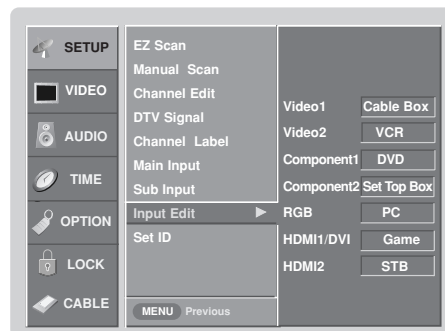 SETUP
VIDEO
AUDIO
TIME
OPTION
LOCK
CABLE
EZ Scan
Manual Scan
Channel Edit
DTV Signal
Channel Label
Main Input
Sub Input
Input Edit ▶
Set ID
MENU Previous
Video1 Cable Box
Video2 VCR
Component1 DVD
Component2 Set Top Box
RGB PC
HDMI1/DVI Game
HDMI2 STB